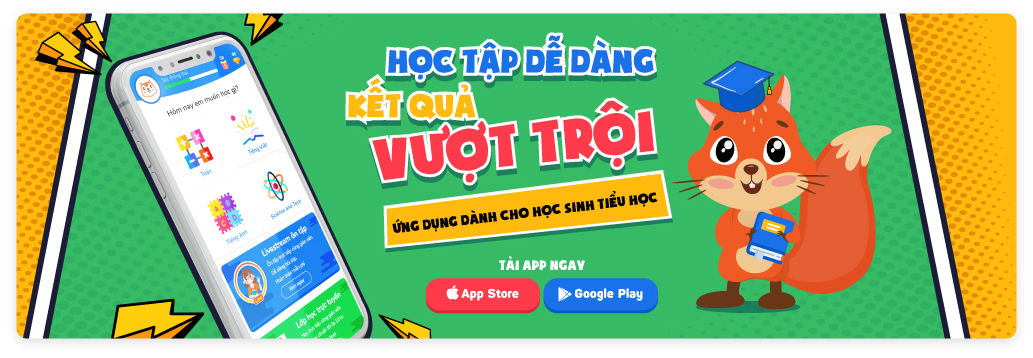 HỌC TẬP DỄ DÀNG
KẾT QUẢ
VƯỢT TRỘI
ỨNG DỤNG DÀNH CHO HỌC SINH TIỂU HỌC
TẢI APP NGAY
App Store
Google Play
Hôm nay em muốn học gì?
Toán
Tiếng Việt
Tiếng Anh
Science and Tech
Livestream ôn tập
Xem ngay
Lớp học trực tuyến